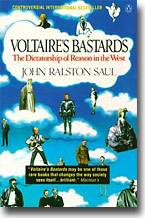 CONTROVERSIAL INTERNATIONAL BESTSELLER
VOLTAIRE'S BASTARDS
The Dictatorship of Reason in the West
JOHN RALSTON SAUL
"Voltaire's Bastards may be one of those
rare books that changes the way society
sees itself... brilliant." Maclean's